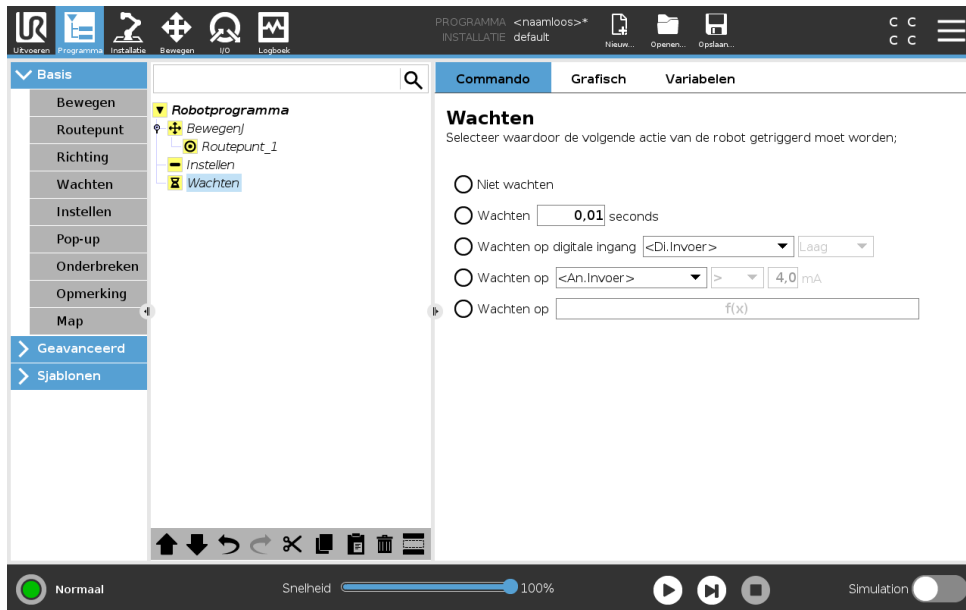 UR
PROGRAMMA <naamloos>*
INSTALLATIE default
C C
C C
Uitvoeren Programma Installatie Bewegen I/O Logboek Nieuw... Openen... Opslaan...
Basis
Bewegen
Routepunt
Richting
Wachten
Instellen
Pop-up
Onderbreken
Opmerking
Map
Geavanceerd
Sjablonen
Robotprogramma
BewegenJ
Routepunt_1
Instellen
Wachten
Commando Grafisch Variabelen
Wachten
Selecteer waardoor de volgende actie van de robot getriggerd moet worden;
Niet wachten
Wachten 0,01 seconds
Wachten op digitale ingang <Di.Invoer> Laag
Wachten op <An.Invoer> > 4,0 mA
Wachten op f(x)
Normaal Snelheid 100% Simulation